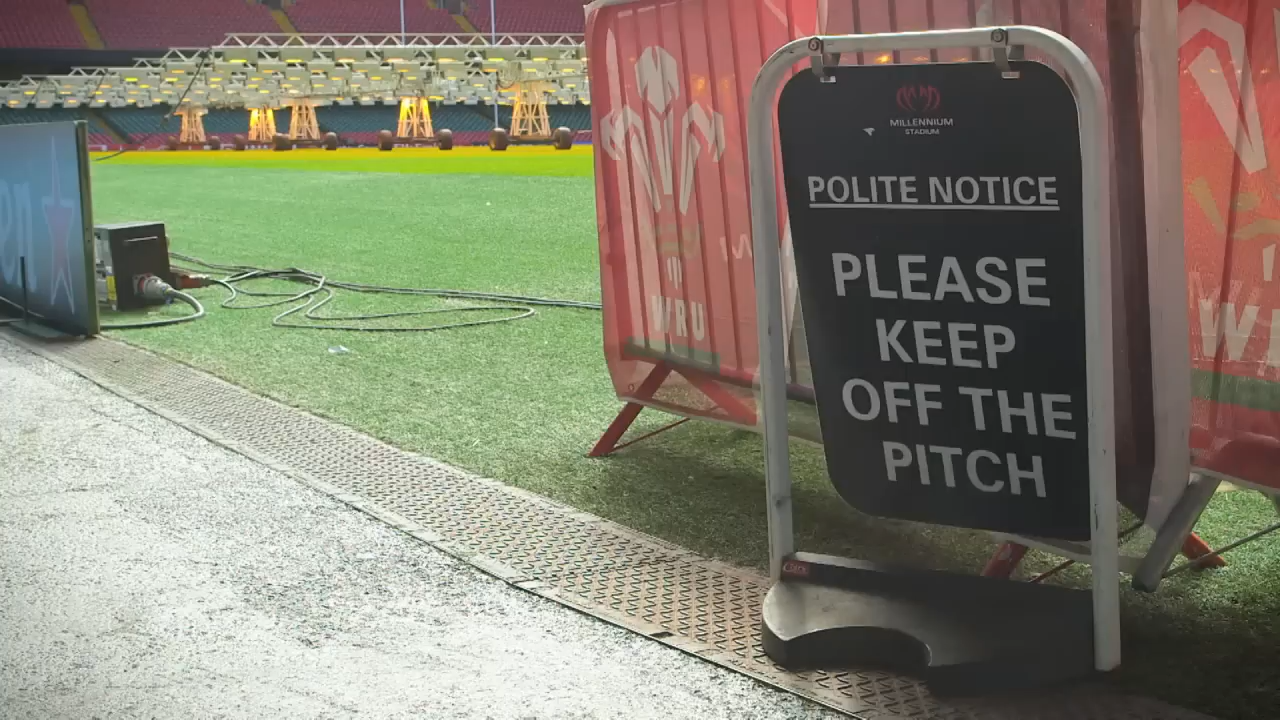 MILLENNIUM
STADIUM
POLITE NOTICE
PLEASE
KEEP
OFF THE
PITCH
WRU